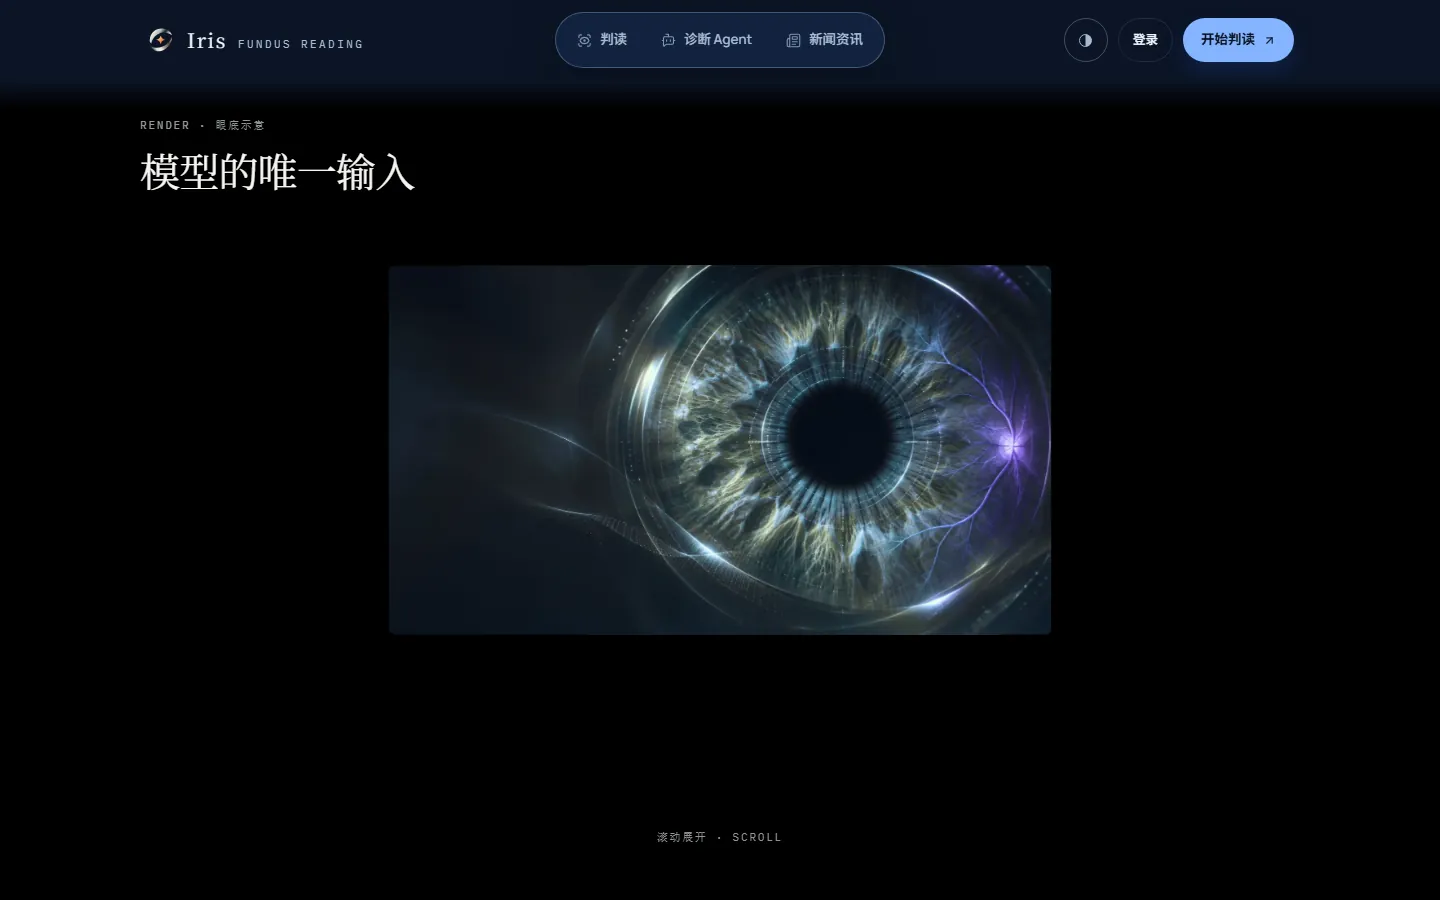 Iris FUNDUS READING
判读
诊断 Agent
新闻资讯
登录
开始判读
RENDER · 眼底示意
模型的唯一输入
滚动展开 · SCROLL